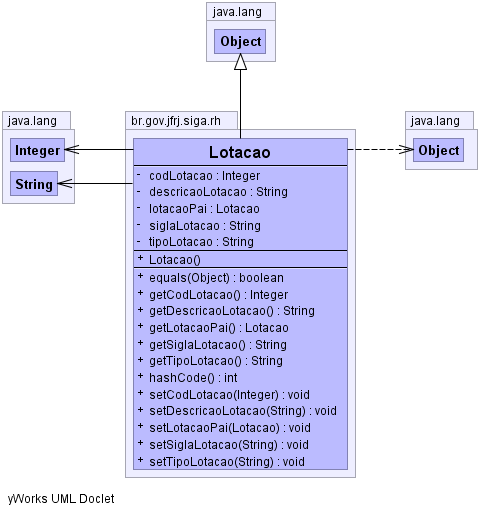 java.lang
Object
java.lang
Integer
String
br.gov.jfrj.siga.rh
java.lang
Object
Lotacao
- codLotacao : Integer
- descricaoLotacao : String
- lotacaoPai : Lotacao
- siglaLotacao : String
- tipoLotacao : String
+ Lotacao()
+ equals(Object) : boolean
+ getCodLotacao() : Integer
+ getDescricaoLotacao() : String
+ getLotacaoPai() : Lotacao
+ getSiglaLotacao() : String
+ getTipoLotacao() : String
+ hashCode() : int
+ setCodLotacao(Integer) : void
+ setDescricaoLotacao(String) : void
+ setLotacaoPai(Lotacao) : void
+ setSiglaLotacao(String) : void
+ setTipoLotacao(String) : void
yWorks UML Doclet